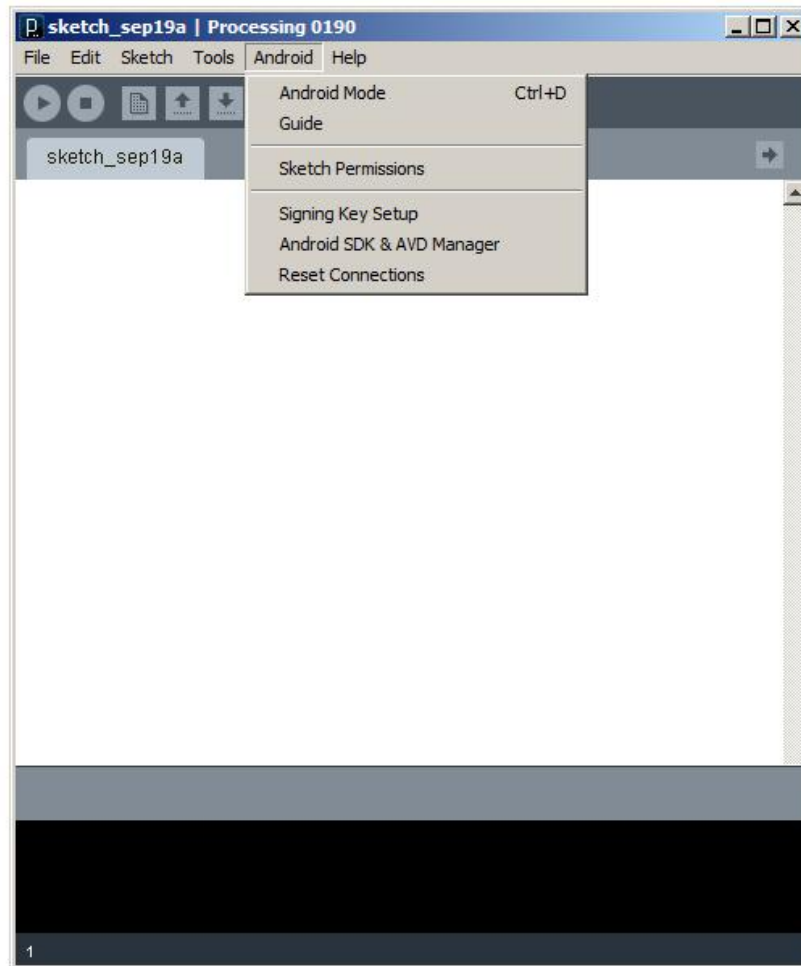 sketch_sep19a | Processing 0190
File Edit Sketch Tools Android Help
Android Mode Ctrl+D
Guide
sketch_sep19a
Sketch Permissions
Signing Key Setup
Android SDK & AVD Manager
Reset Connections
1